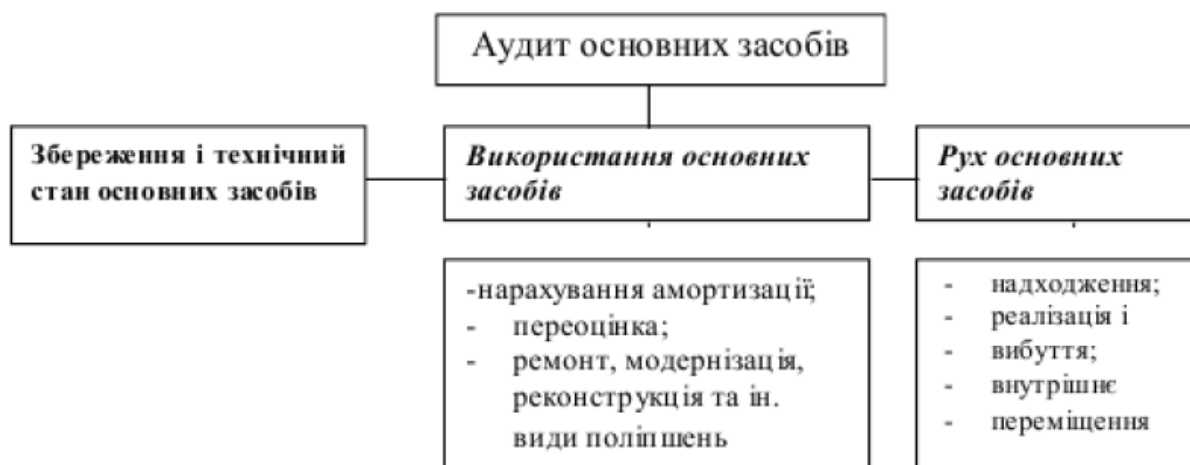 Аудит основних засобів
Збереження і технічний
стан основних засобів
Використання основних
засобів
Рух основних
засобів
-нарахування амортизації;
- переоцінка;
- ремонт, модернізація,
реконструкція та ін.
види поліпшень
- надходження;
- реалізація і
- вибуття;
- внутрішнє
- переміщення